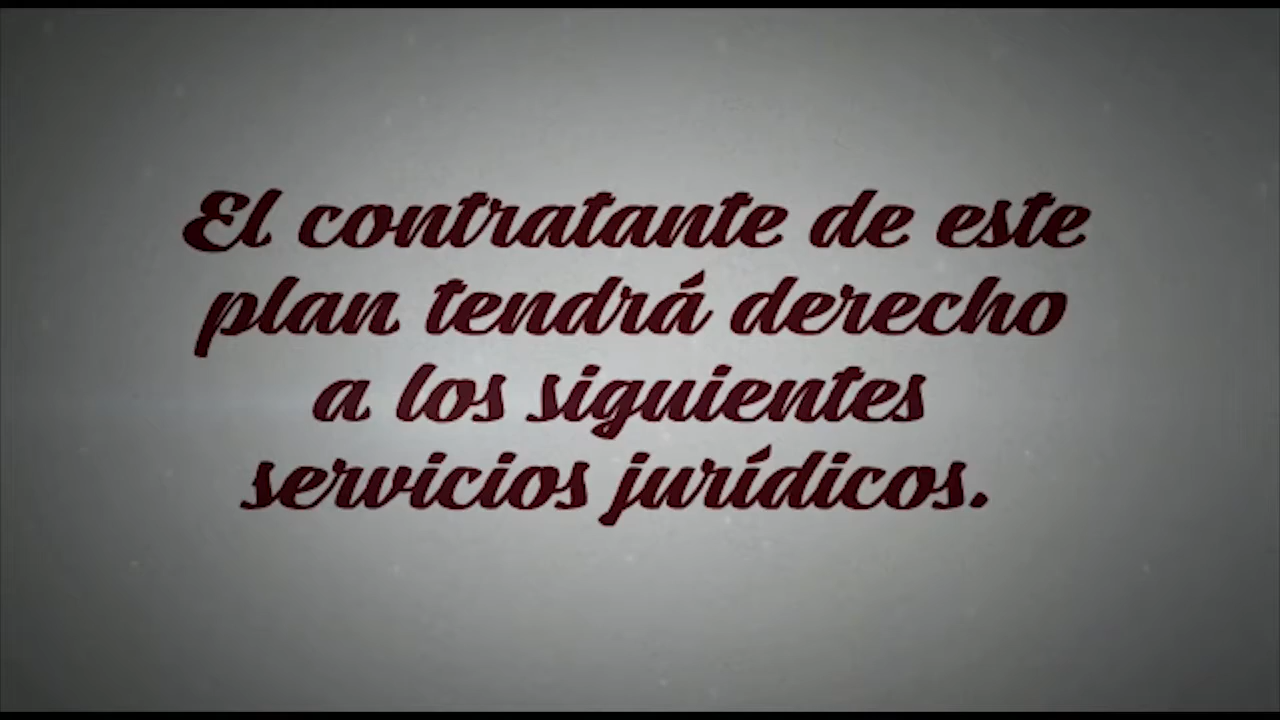 El contratante de este
plan tendrá derecho
a los siguientes
servicios jurídicos.